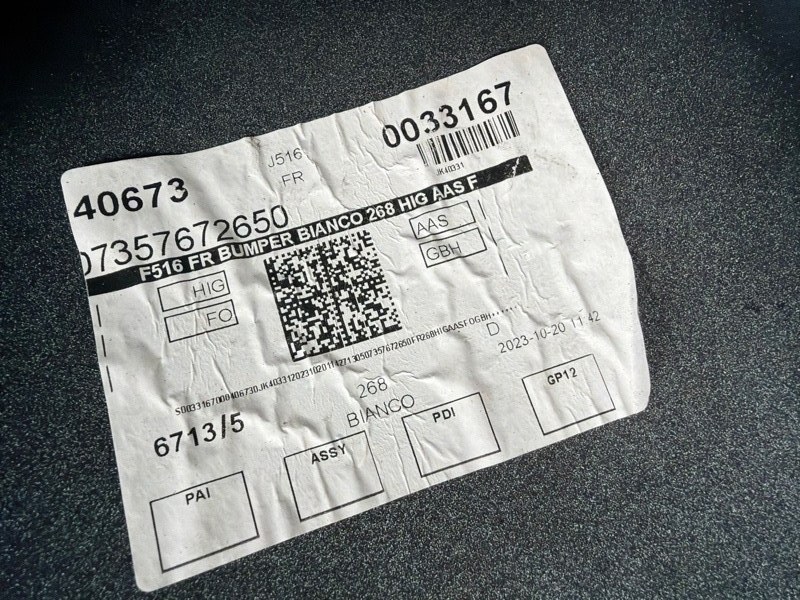 40673
J516
FR
0033167
JK40331
07357672650
F516 FR BUMPER BIANCO 268 HIG AAS F
HIG
FO
AAS
GBH
D
2023-10-20 11 42
268
BIANCO
6713/5
PAI
ASSY
PDI
GP12